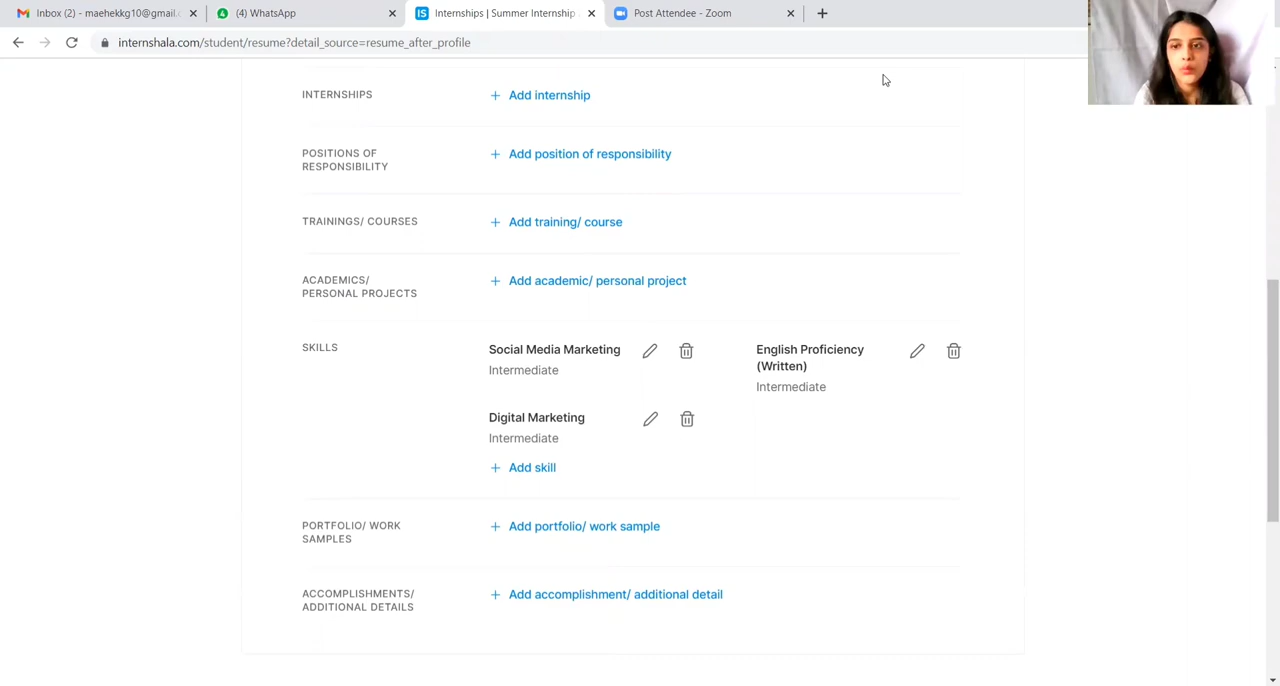 Inbox (2) - maehekkg10@gmail.c
(4) WhatsApp
IS Internships | Summer Internship
Post Attendee - Zoom
internshala.com/student/resume?detail_source=resume_after_profile
INTERNSHIPS
+ Add internship
POSITIONS OF
RESPONSIBILITY
+ Add position of responsibility
TRAININGS/ COURSES
+ Add training/ course
ACADEMICS/
PERSONAL PROJECTS
+ Add academic/ personal project
SKILLS
Social Media Marketing
Intermediate
English Proficiency
(Written)
Intermediate
Digital Marketing
Intermediate
+ Add skill
PORTFOLIO/ WORK
SAMPLES
+ Add portfolio/ work sample
ACCOMPLISHMENTS/
ADDITIONAL DETAILS
+ Add accomplishment/ additional detail